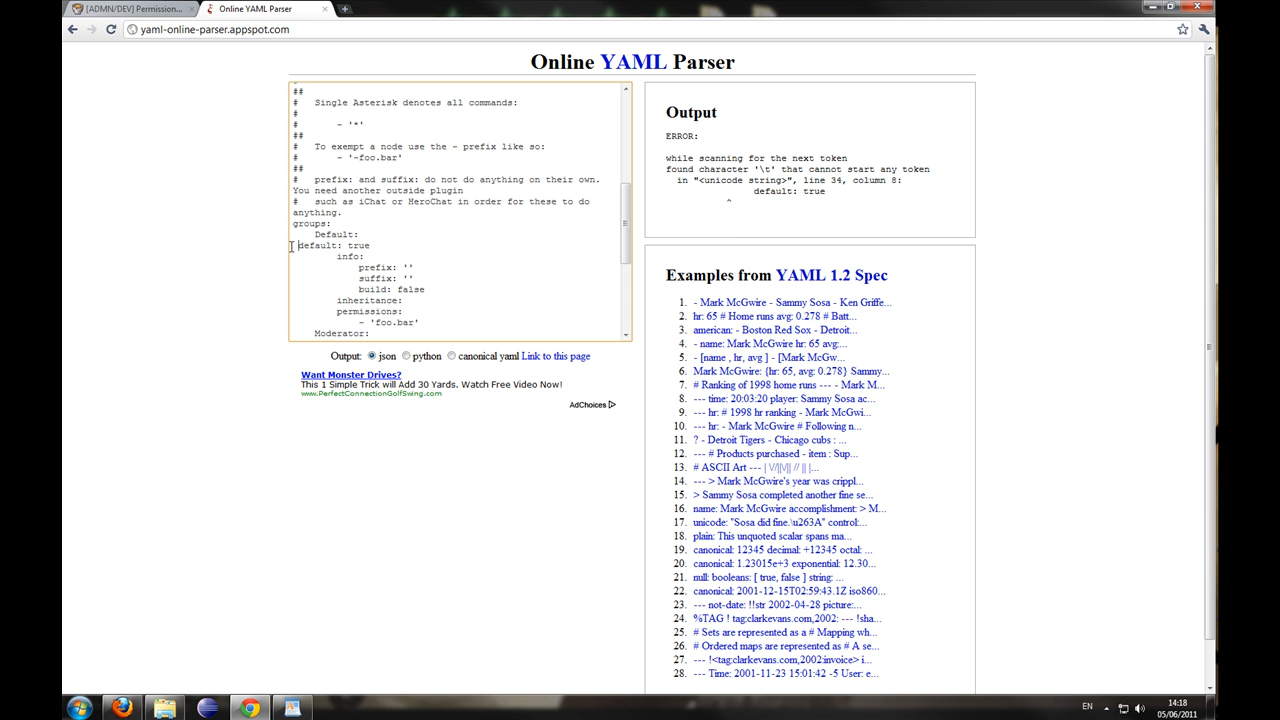 [ADMN/DEV] Permission...
Online YAML Parser
yaml-online-parser.appspot.com
Online YAML Parser
##
#   Single Asterisk denotes all commands:
#
#       - '*'
##
#   To exempt a node use the - prefix like so:
#       - '-foo.bar'
##
#   prefix: and suffix: do not do anything on their own.
You need another outside plugin
#   such as iChat or HeroChat in order for these to do
anything.
groups:
Default:
default: true
info:
prefix: ''
suffix: ''
build: false
inheritance:
permissions:
- 'foo.bar'
Moderator:
Output: json python canonical yaml Link to this page
Want Monster Drives?
This 1 Simple Trick will Add 30 Yards. Watch Free Video Now!
www.PerfectConnectionGolfSwing.com
AdChoices
Output
ERROR:
while scanning for the next token
found character '\t' that cannot start any token
in "<unicode string>", line 34, column 8:
default: true
^
Examples from YAML 1.2 Spec
1. - Mark McGwire - Sammy Sosa - Ken Griffe...
2. hr: 65 # Home runs avg: 0.278 # Batt...
3. american: - Boston Red Sox - Detroit...
4. - name: Mark McGwire hr: 65 avg:...
5. - [name , hr, avg ] - [Mark McG...
6. Mark McGwire: {hr: 65, avg: 0.278} Sammy...
7. # Ranking of 1998 home runs --- - Mark M...
8. --- time: 20:03:20 player: Sammy Sosa ac...
9. --- hr: # 1998 hr ranking - Mark McGwi...
10. --- hr: - Mark McGwire # Following n...
11. ? - Detroit Tigers - Chicago cubs : ...
12. --- # Products purchased - item : Sup...
13. # ASCII Art --- | \//||\/|| // || |...
14. --- > Mark McGwire's year was crippl...
15. > Sammy Sosa completed another fine se...
16. name: Mark McGwire accomplishment: > M...
17. unicode: "Sosa did fine.\u263A" control:...
18. plain: This unquoted scalar spans ma...
19. canonical: 12345 decimal: +12345 octal: ...
20. canonical: 1.23015e+3 exponential: 12.30...
21. null: booleans: [ true, false ] string: ...
22. canonical: 2001-12-15T02:59:43.1Z iso860...
23. --- not-date: !!str 2002-04-28 picture:...
24. %TAG ! tag:clarkevans.com,2002: --- !sha...
25. # Sets are represented as a # Mapping wh...
26. # Ordered maps are represented as # A se...
27. --- !<tag:clarkevans.com,2002:invoice> i...
28. --- Time: 2001-11-23 15:01:42 -5 User: e...
EN
14:18
05/06/2011